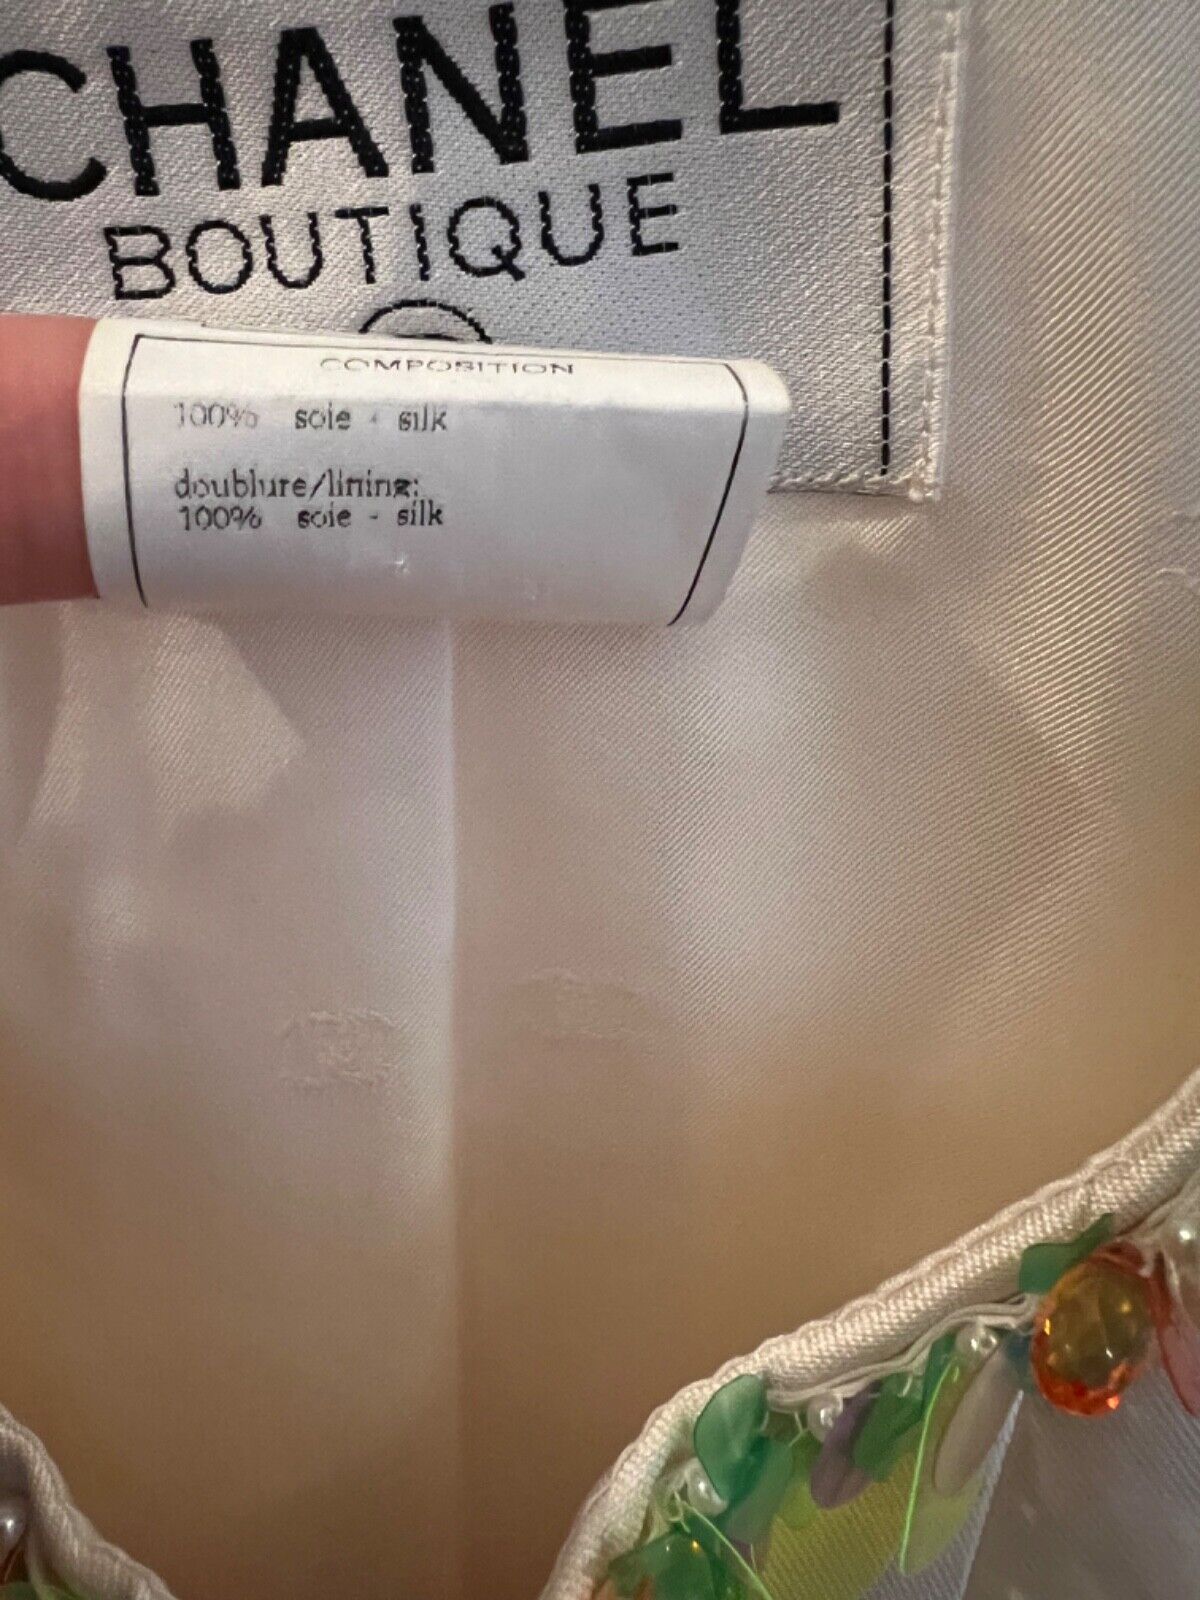 CHANEL
BOUTIQUE
COMPOSITION
100% soie - silk
doublure/lining:
100% soie - silk